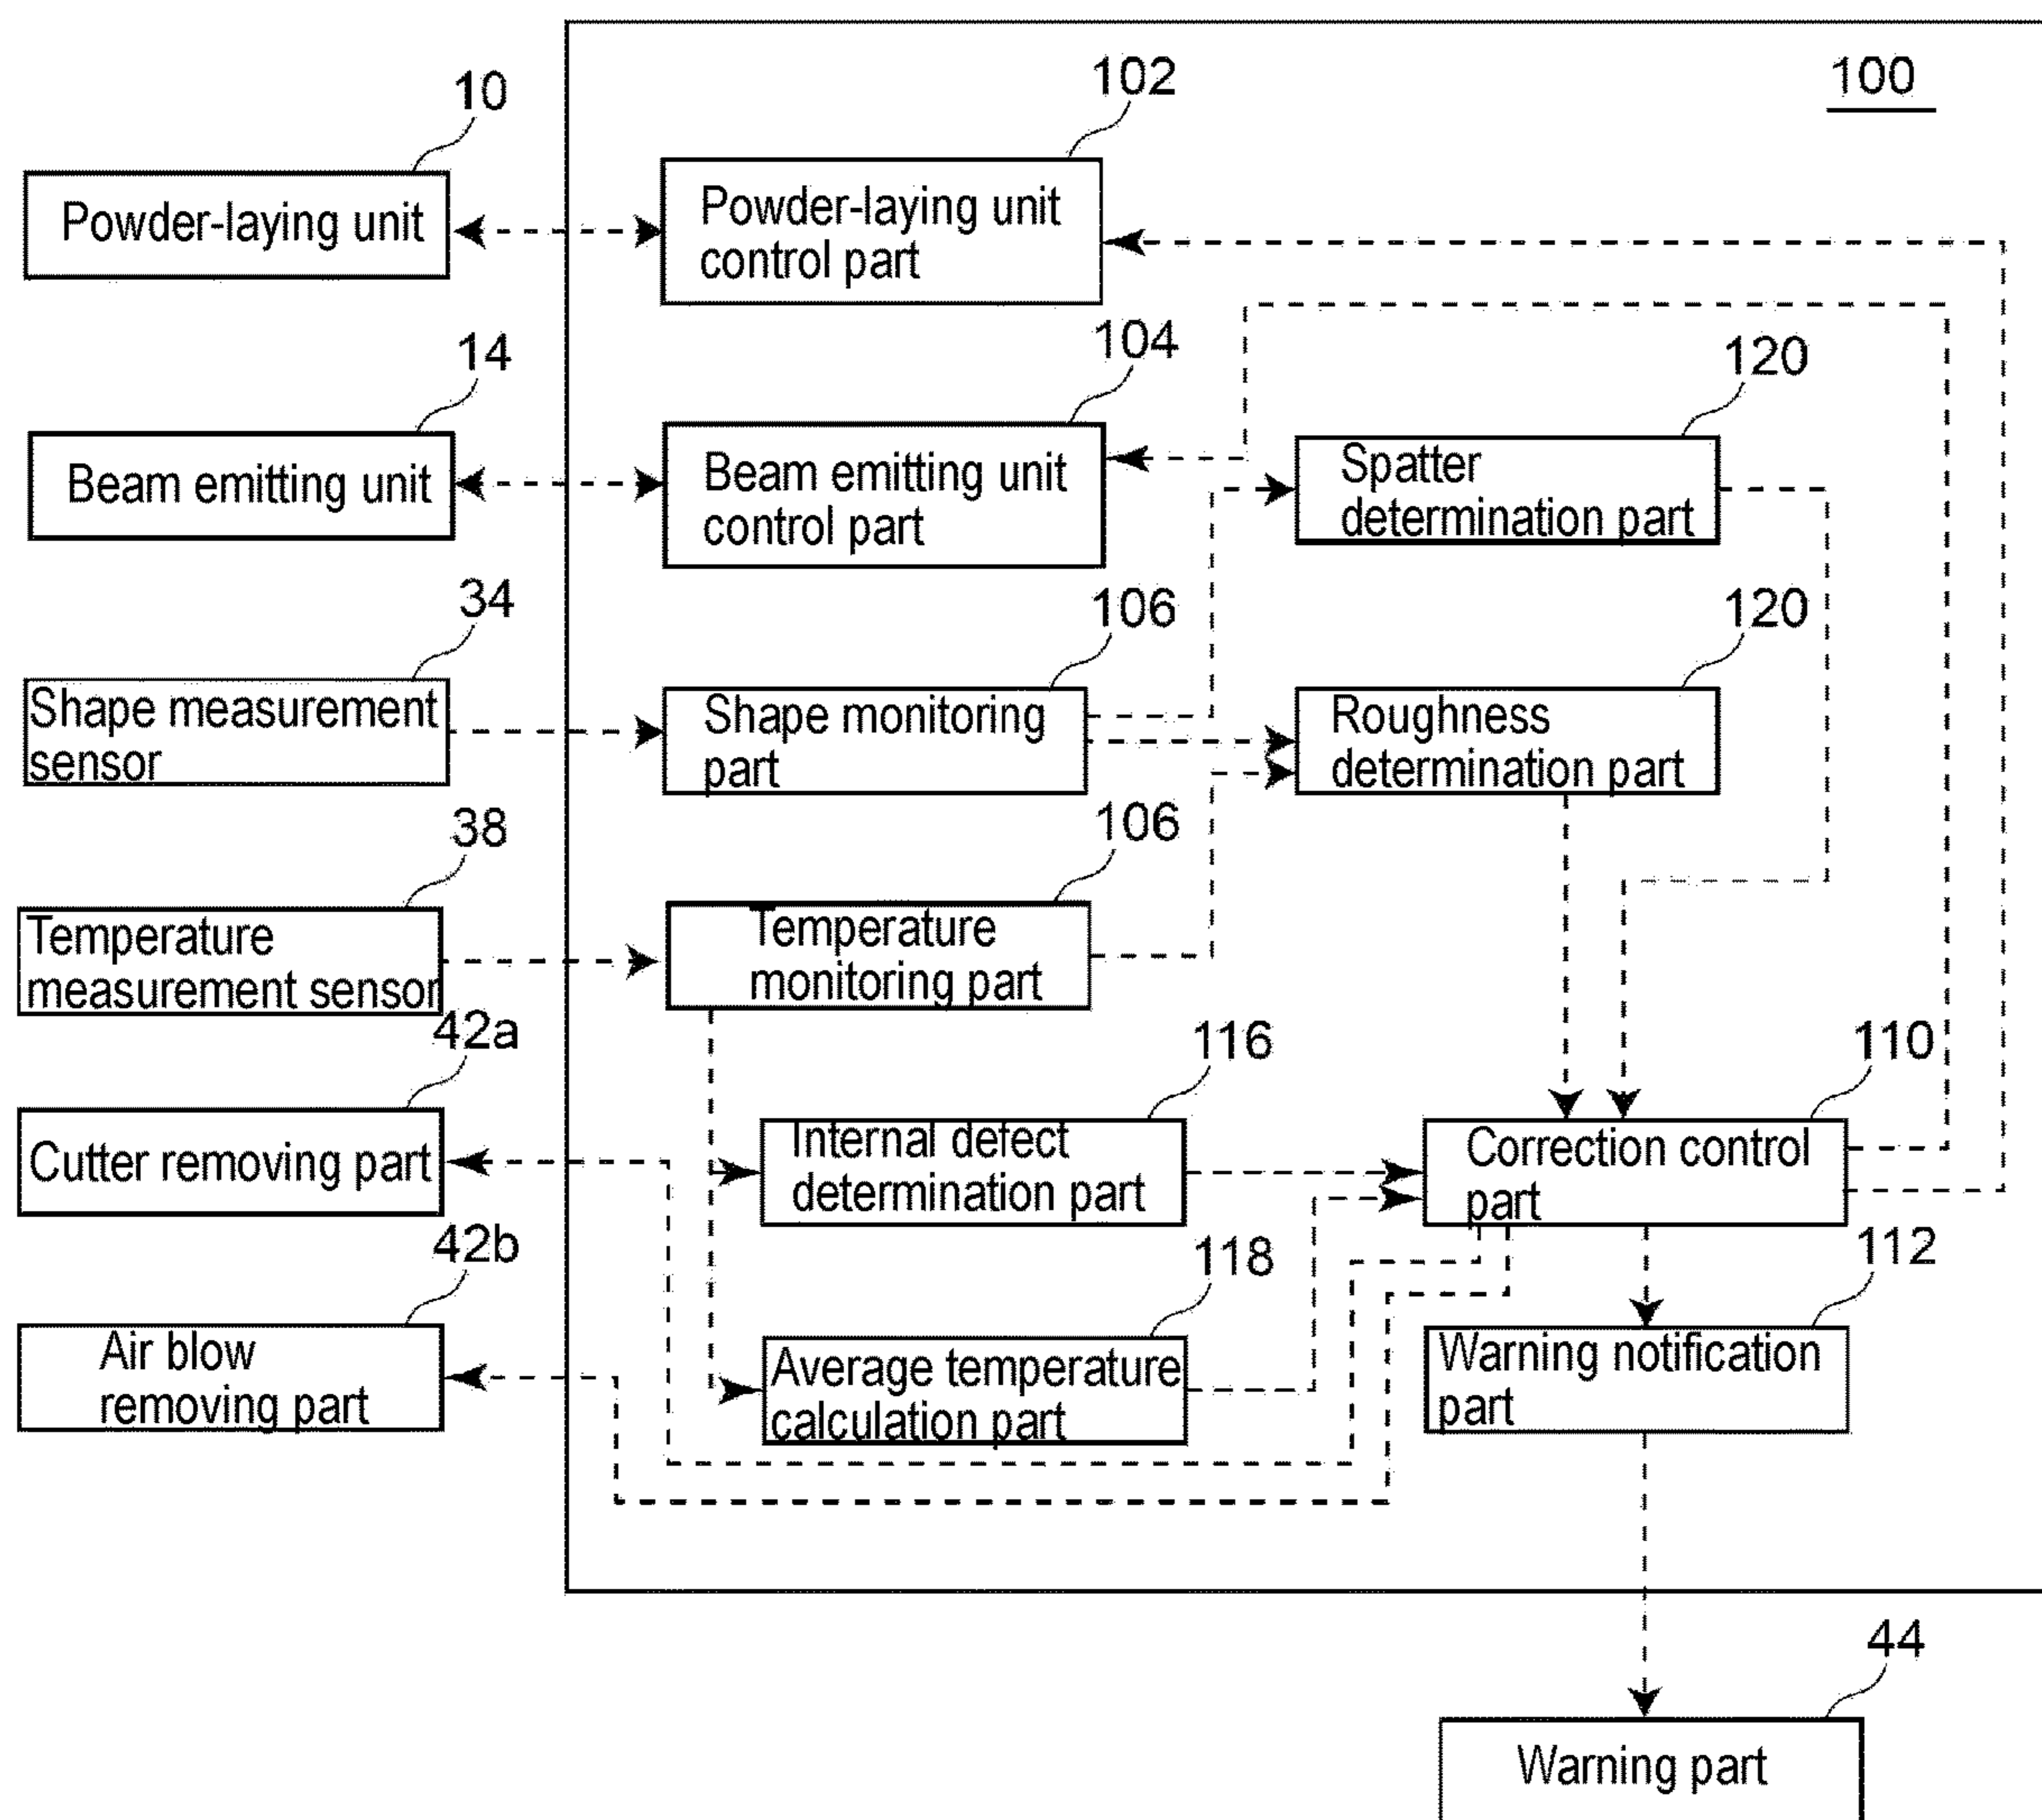 100
10
102
Powder-laying unit
Powder-laying unit
control part
14
104
120
Beam emitting unit
Beam emitting unit
control part
Spatter
determination part
34
106
120
Shape measurement
sensor
Shape monitoring
part
Roughness
determination part
38
106
Temperature
measurement sensor
Temperature
monitoring part
42a
116
110
Cutter removing part
Internal defect
determination part
Correction control
part
42b
118
112
Air blow
removing part
Average temperature
calculation part
Warning notification
part
44
Warning part